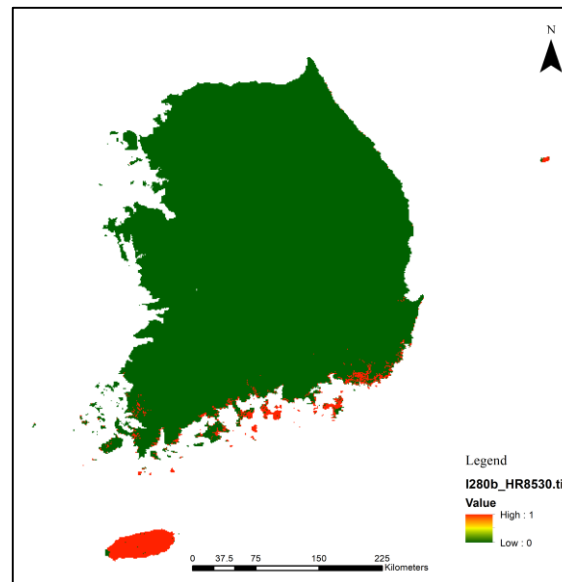 N
Legend
I280b_HR8530.ti
Value
High : 1
Low : 0
0 37.5 75 150 225
Kilometers